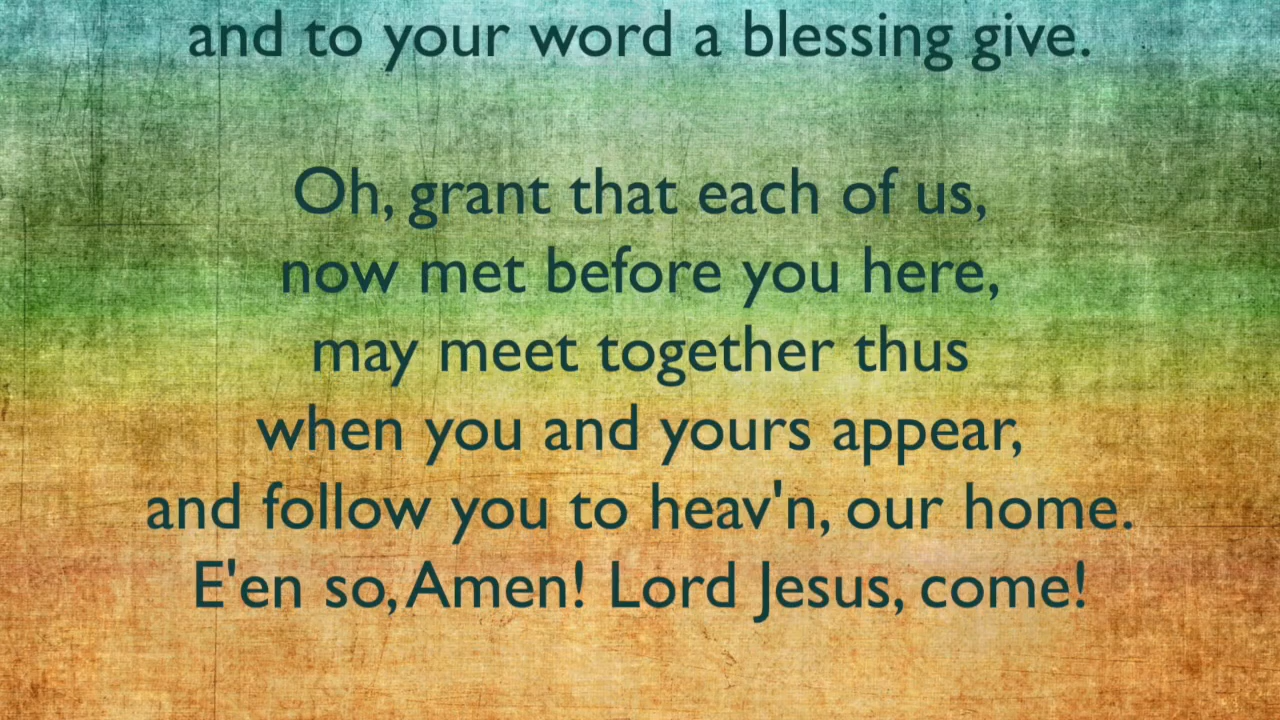 and to your word a blessing give.
Oh, grant that each of us,
now met before you here,
may meet together thus
when you and yours appear,
and follow you to heav'n, our home.
E'en so, Amen! Lord Jesus, come!